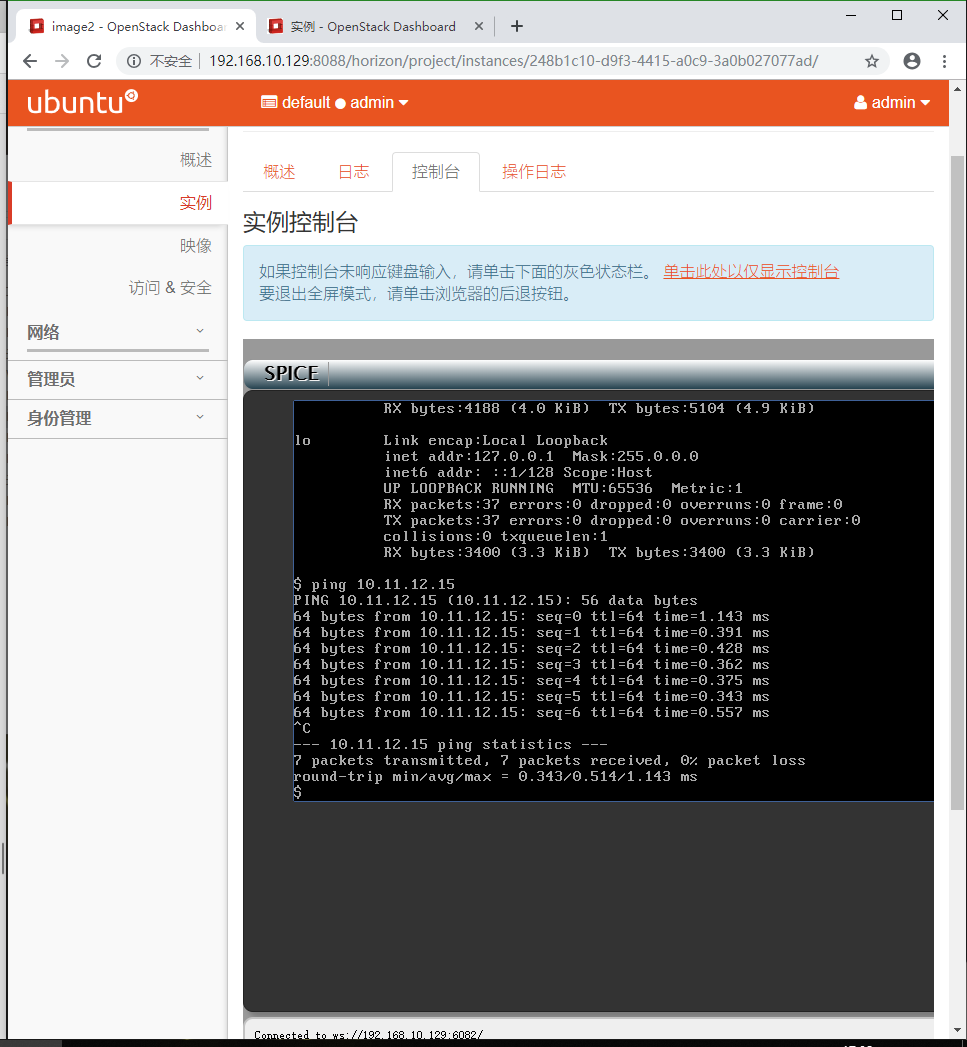 image2 - OpenStack Dashboa
实例 - OpenStack Dashboard
不安全
192.168.10.129:8088/horizon/project/instances/248b1c10-d9f3-4415-a0c9-3a0b027077ad/
ubuntu
default
admin
admin
概述
实例
映像
访问 & 安全
网络
管理员
身份管理
概述
日志
控制台
操作日志
实例控制台
如果控制台未响应键盘输入，请单击下面的灰色状态栏。 单击此处以仅显示控制台
要退出全屏模式，请单击浏览器的后退按钮。
SPICE
RX bytes:4188 (4.0 KiB)  TX bytes:5104 (4.9 KiB)
lo        Link encap:Local Loopback
inet addr:127.0.0.1  Mask:255.0.0.0
inet6 addr: ::1/128 Scope:Host
UP LOOPBACK RUNNING  MTU:65536  Metric:1
RX packets:37 errors:0 dropped:0 overruns:0 frame:0
TX packets:37 errors:0 dropped:0 overruns:0 carrier:0
collisions:0 txqueuelen:1
RX bytes:3400 (3.3 KiB)  TX bytes:3400 (3.3 KiB)
$ ping 10.11.12.15
PING 10.11.12.15 (10.11.12.15): 56 data bytes
64 bytes from 10.11.12.15: seq=0 ttl=64 time=1.143 ms
64 bytes from 10.11.12.15: seq=1 ttl=64 time=0.391 ms
64 bytes from 10.11.12.15: seq=2 ttl=64 time=0.428 ms
64 bytes from 10.11.12.15: seq=3 ttl=64 time=0.362 ms
64 bytes from 10.11.12.15: seq=4 ttl=64 time=0.375 ms
64 bytes from 10.11.12.15: seq=5 ttl=64 time=0.343 ms
64 bytes from 10.11.12.15: seq=6 ttl=64 time=0.557 ms
^C
--- 10.11.12.15 ping statistics ---
7 packets transmitted, 7 packets received, 0% packet loss
round-trip min/avg/max = 0.343/0.514/1.143 ms
$
Connected to ws://192.168.10.129:6082/